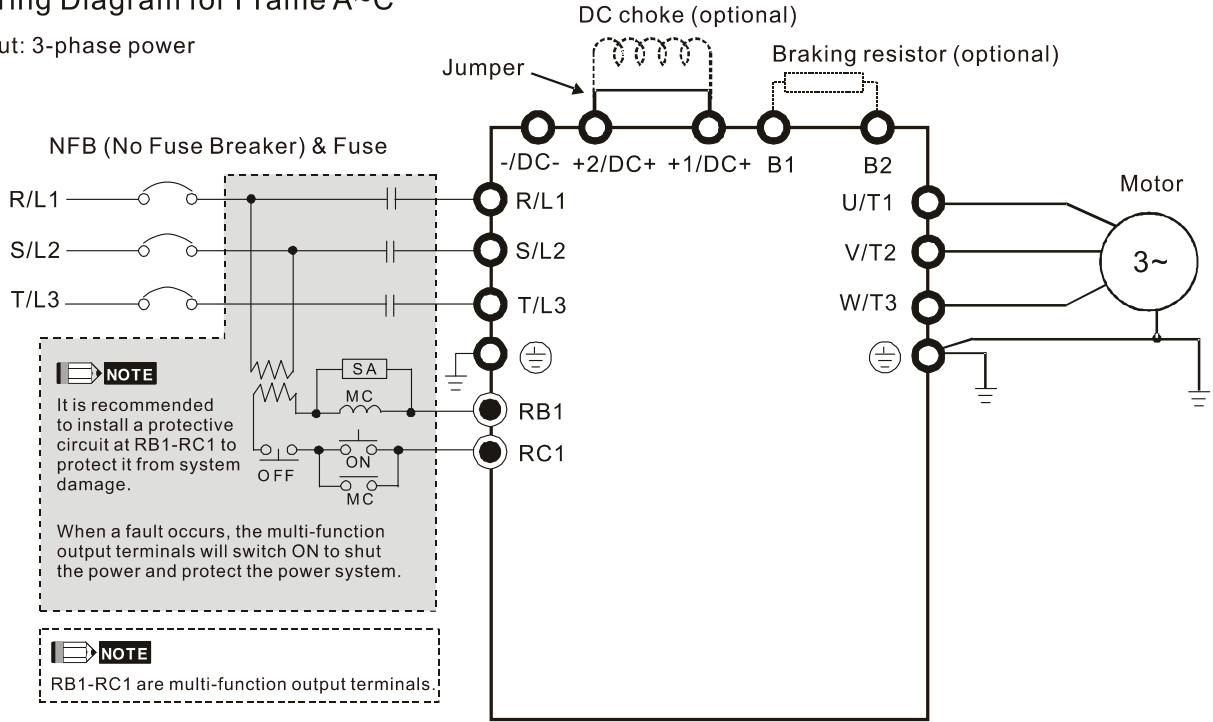 Diagram for Frame A~C
3-phase power
DC choke (optional)
Jumper
Braking resistor (optional)
NFB (No Fuse Breaker) & Fuse
-/DC- +2/DC+ +1/DC+ B1 B2
R/L1
R/L1
U/T1
Motor
S/L2
S/L2
V/T2
3~
T/L3
T/L3
W/T3
NOTE
It is recommended
to install a protective
circuit at RB1-RC1 to
protect it from system
damage.
SA
MC
RB1
OFF
ON
RC1
MC
When a fault occurs, the multi-function
output terminals will switch ON to shut
the power and protect the power system.
NOTE
RB1-RC1 are multi-function output terminals.